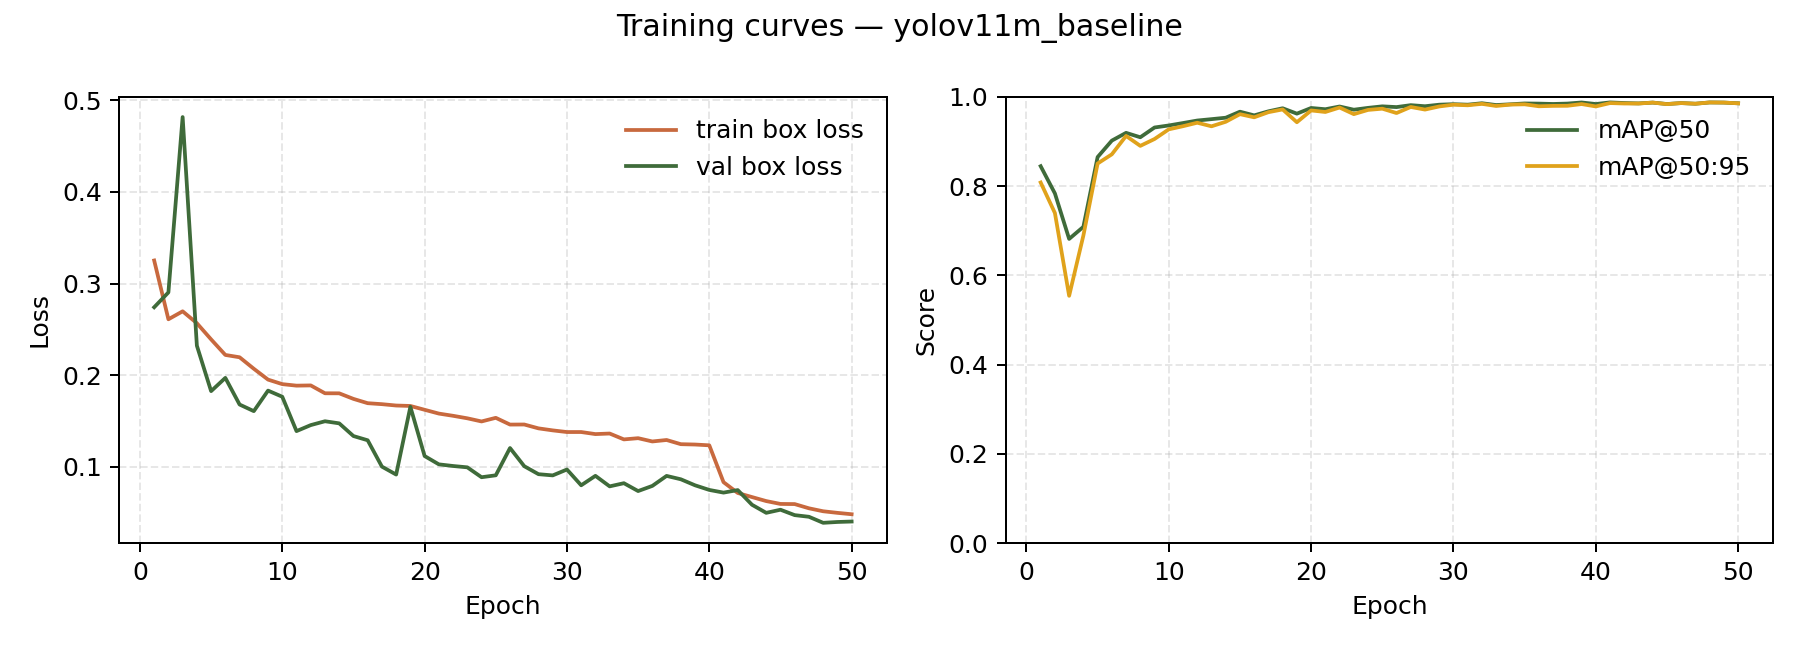 Training curves — yolov11m_baseline
Loss
0.5
0.4
0.3
0.2
0.1
train box loss
val box loss
0 10 20 30 40 50
Epoch
Score
1.0
0.8
0.6
0.4
0.2
0.0
mAP@50
mAP@50:95
0 10 20 30 40 50
Epoch